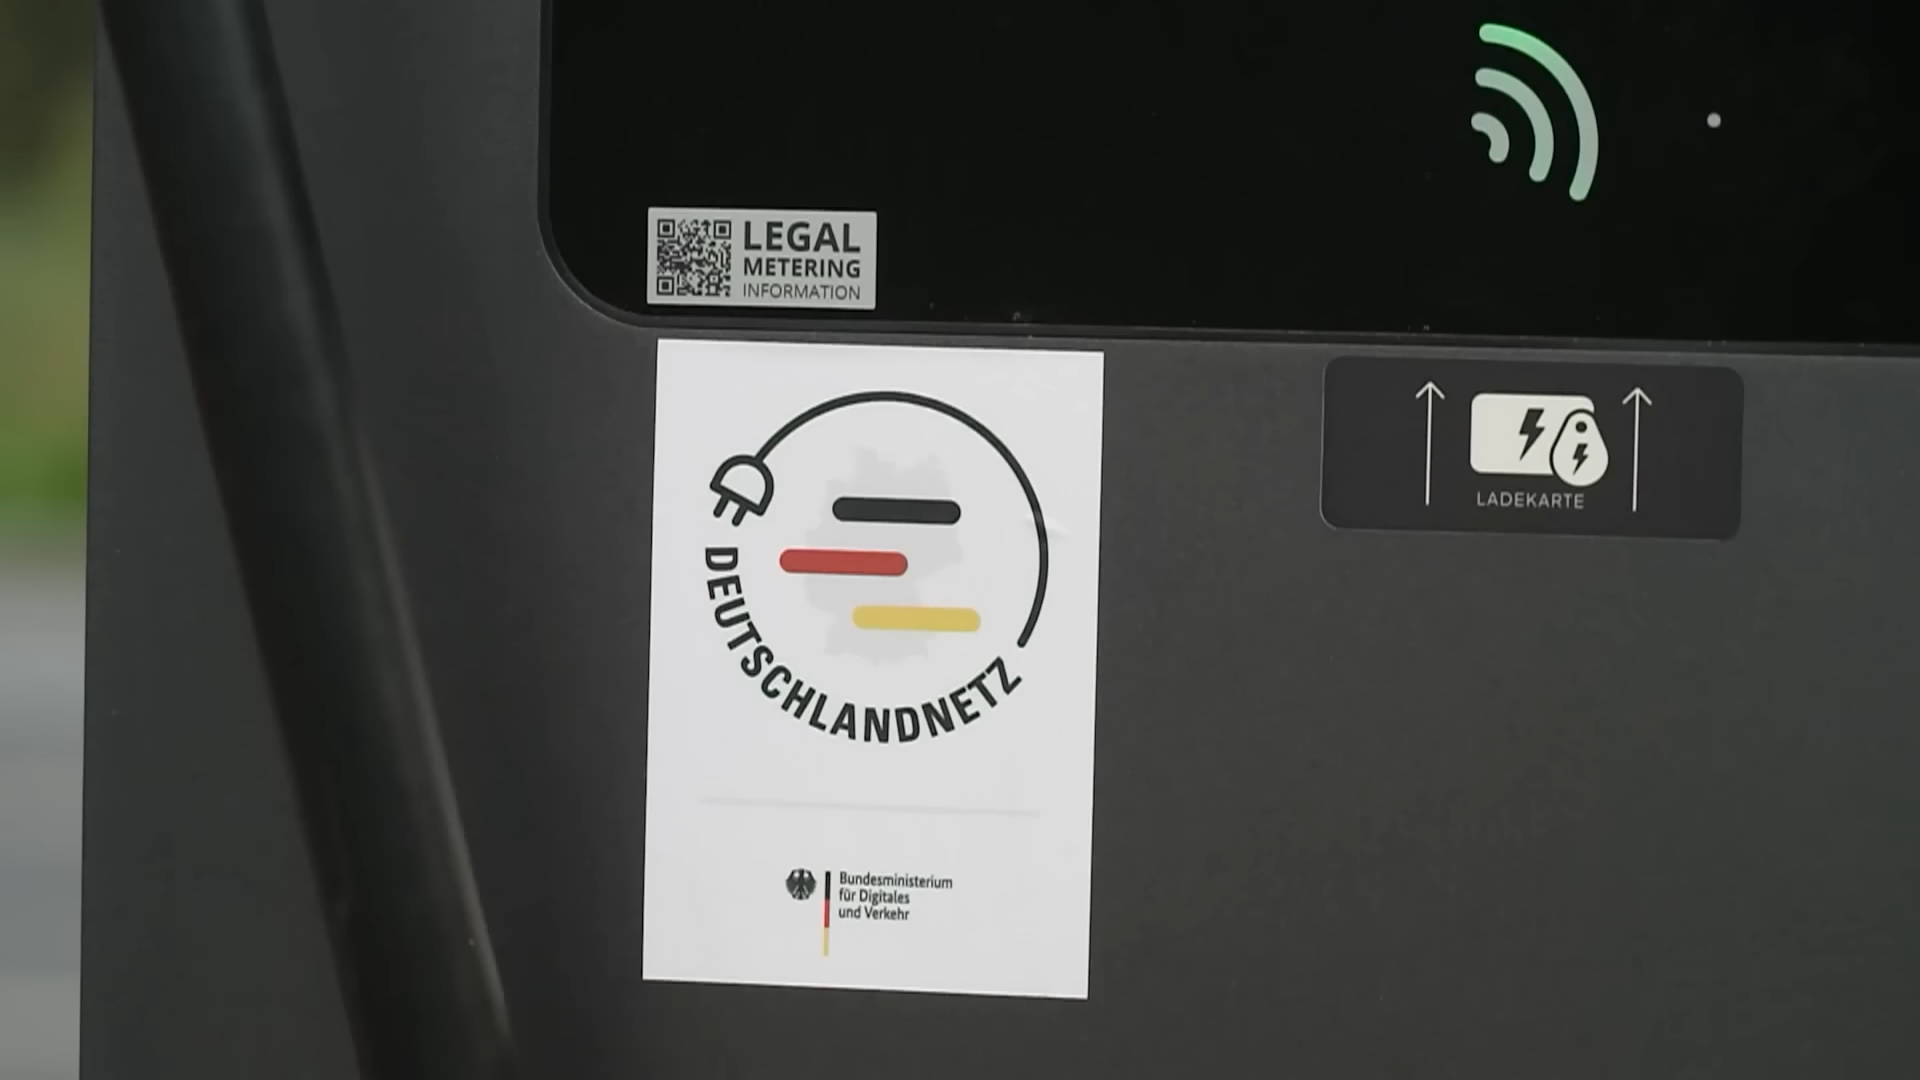 LEGAL
METERING
INFORMATION
LADEKARTE
DEUTSCHLANDNETZ
Bundesministerium
für Digitales
und Verkehr